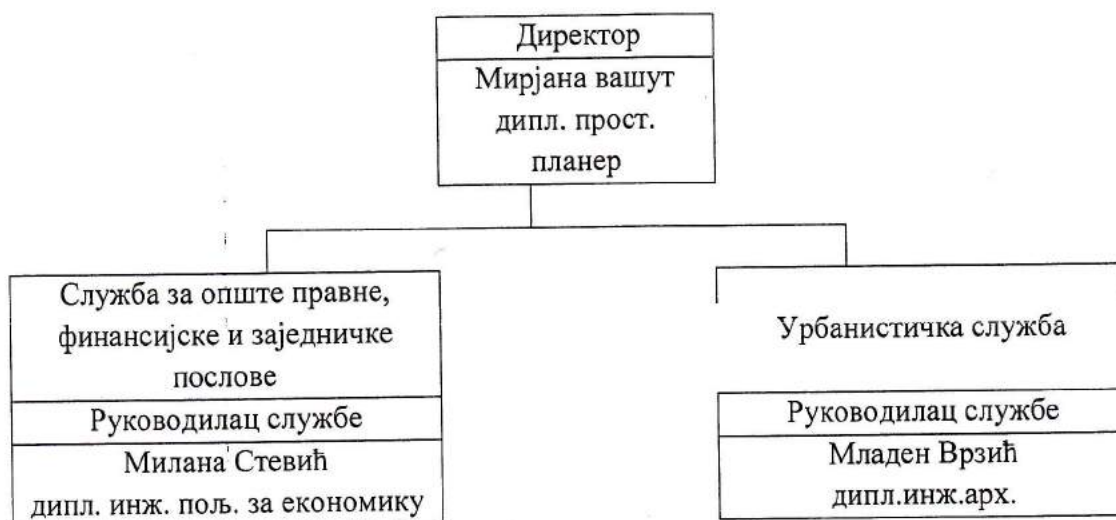 Директор
Мирјана вашут
дипл. прост.
планер
Служба за опште правне,
финансијске и заједничке
послове
Руководилац службе
Милана Стевић
дипл. инж. пољ. за економику
Урбанистичка служба
Руководилац службе
Младен Врзић
дипл.инж.арх.